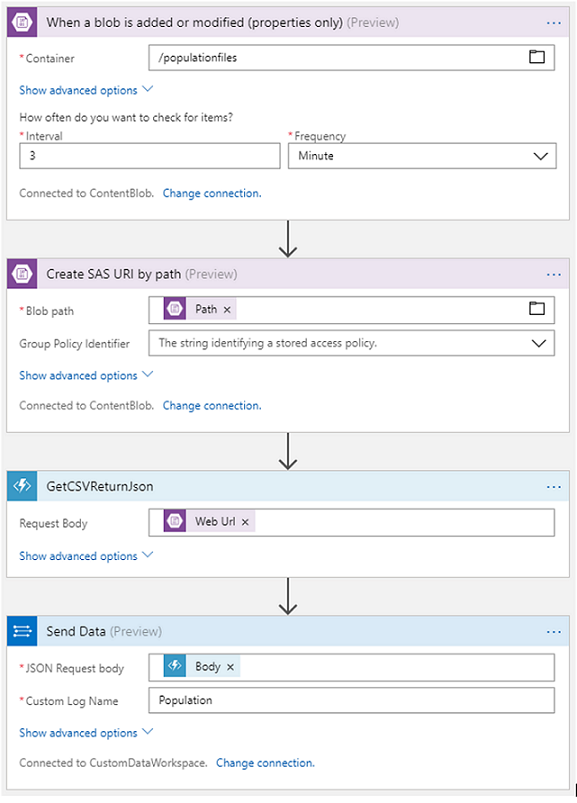 When a blob is added or modified (properties only) (Preview) ...
*Container /populationfiles
Show advanced options
How often do you want to check for items?
*Interval *Frequency
3 Minute
Connected to ContentBlob. Change connection.
Create SAS URI by path (Preview) ...
*Blob path Path ×
Group Policy Identifier The string identifying a stored access policy.
Show advanced options
Connected to ContentBlob. Change connection.
GetCSVReturnJson ...
Request Body Web Url ×
Show advanced options
Send Data (Preview) ...
*JSON Request body Body ×
*Custom Log Name Population
Show advanced options
Connected to CustomDataWorkspace. Change connection.